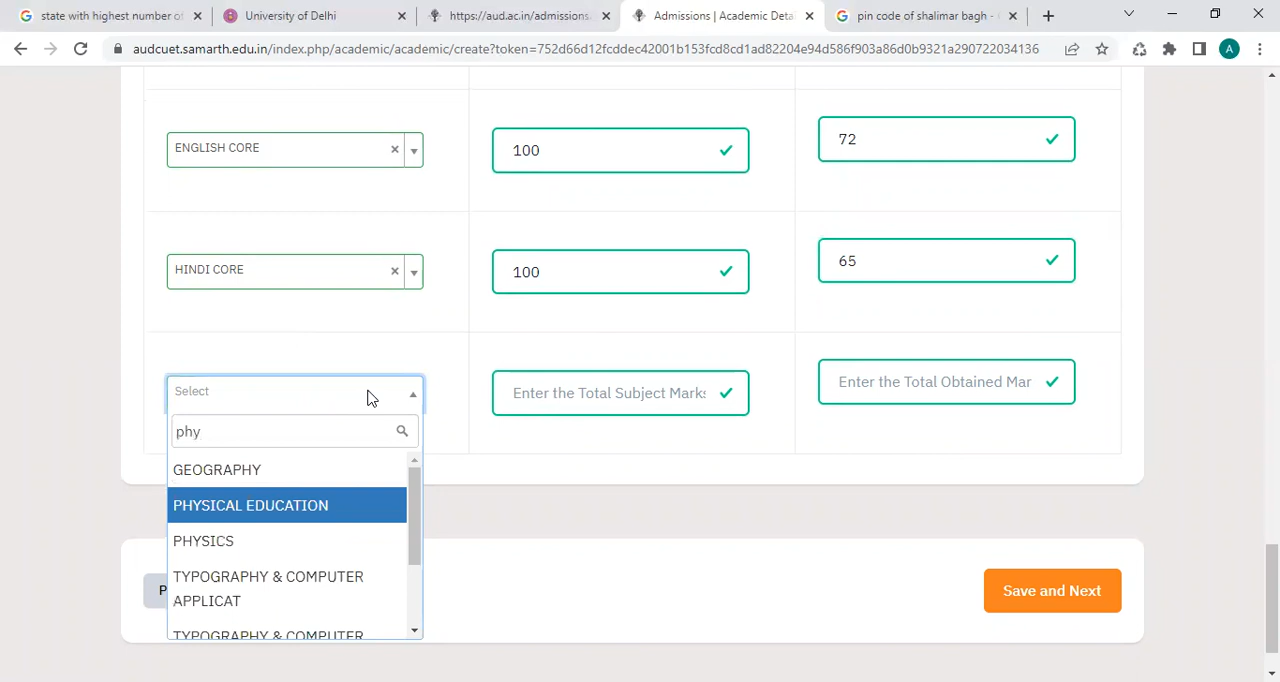 state with highest number of
University of Delhi
https://aud.ac.in/admissions
Admissions | Academic Deta
pin code of shalimar bagh -
audcuet.samarth.edu.in/index.php/academic/academic/create?token=752d66d12fcddec42001b153fcd8cd1ad82204e94d586f903a86d0b9321a290722034136
A
ENGLISH CORE
100
72
HINDI CORE
100
65
Select
Enter the Total Subject Marks
Enter the Total Obtained Mar
phy
GEOGRAPHY
PHYSICAL EDUCATION
PHYSICS
TYPOGRAPHY & COMPUTER
APPLICAT
TYPOGRAPHY & COMPUTER
P
Save and Next